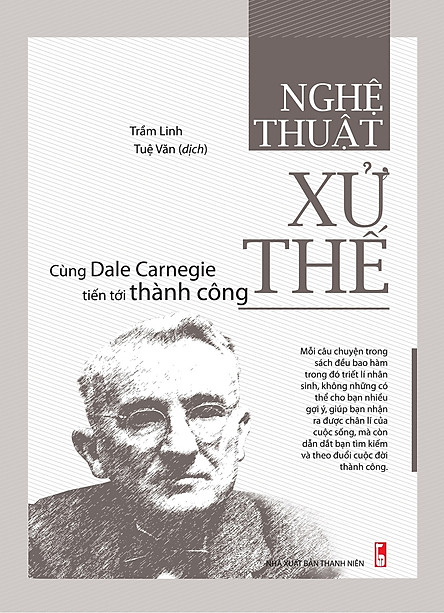 NGHỆ
THUẬT
XỬ
THẾ
Trầm Linh
Tuệ Văn (dịch)
Cùng Dale Carnegie
tiến tới thành công
Mỗi câu chuyện trong
sách đều bao hàm
trong đó triết lí nhân
sinh, không những có
thể cho bạn nhiều
gợi ý, giúp bạn nhận
ra được chân lí của
cuộc sống, mà còn
dẫn dắt bạn tìm kiếm
và theo đuổi cuộc đời
thành công.
NHÀ XUẤT BẢN THANH NIÊN